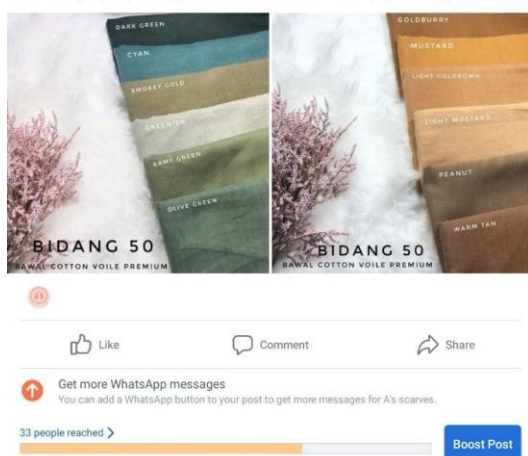 DARK GREEN
CYAN
SMOKEY GOLD
GREENISH
ARMY GREEN
OLIVE GREEN
BIDANG 50
BAWAL COTTON VOILE PREMIUM
GOLDBURRY
MUSTARD
LIGHT GOLDBROWN
LIGHT MUSTARD
PEANUT
WARM TAN
BIDANG 50
BAWAL COTTON VOILE PREMIUM
Like
Comment
Share
Get more WhatsApp messages
You can add a WhatsApp button to your post to get more messages for A's scarves.
33 people reached
Boost Post